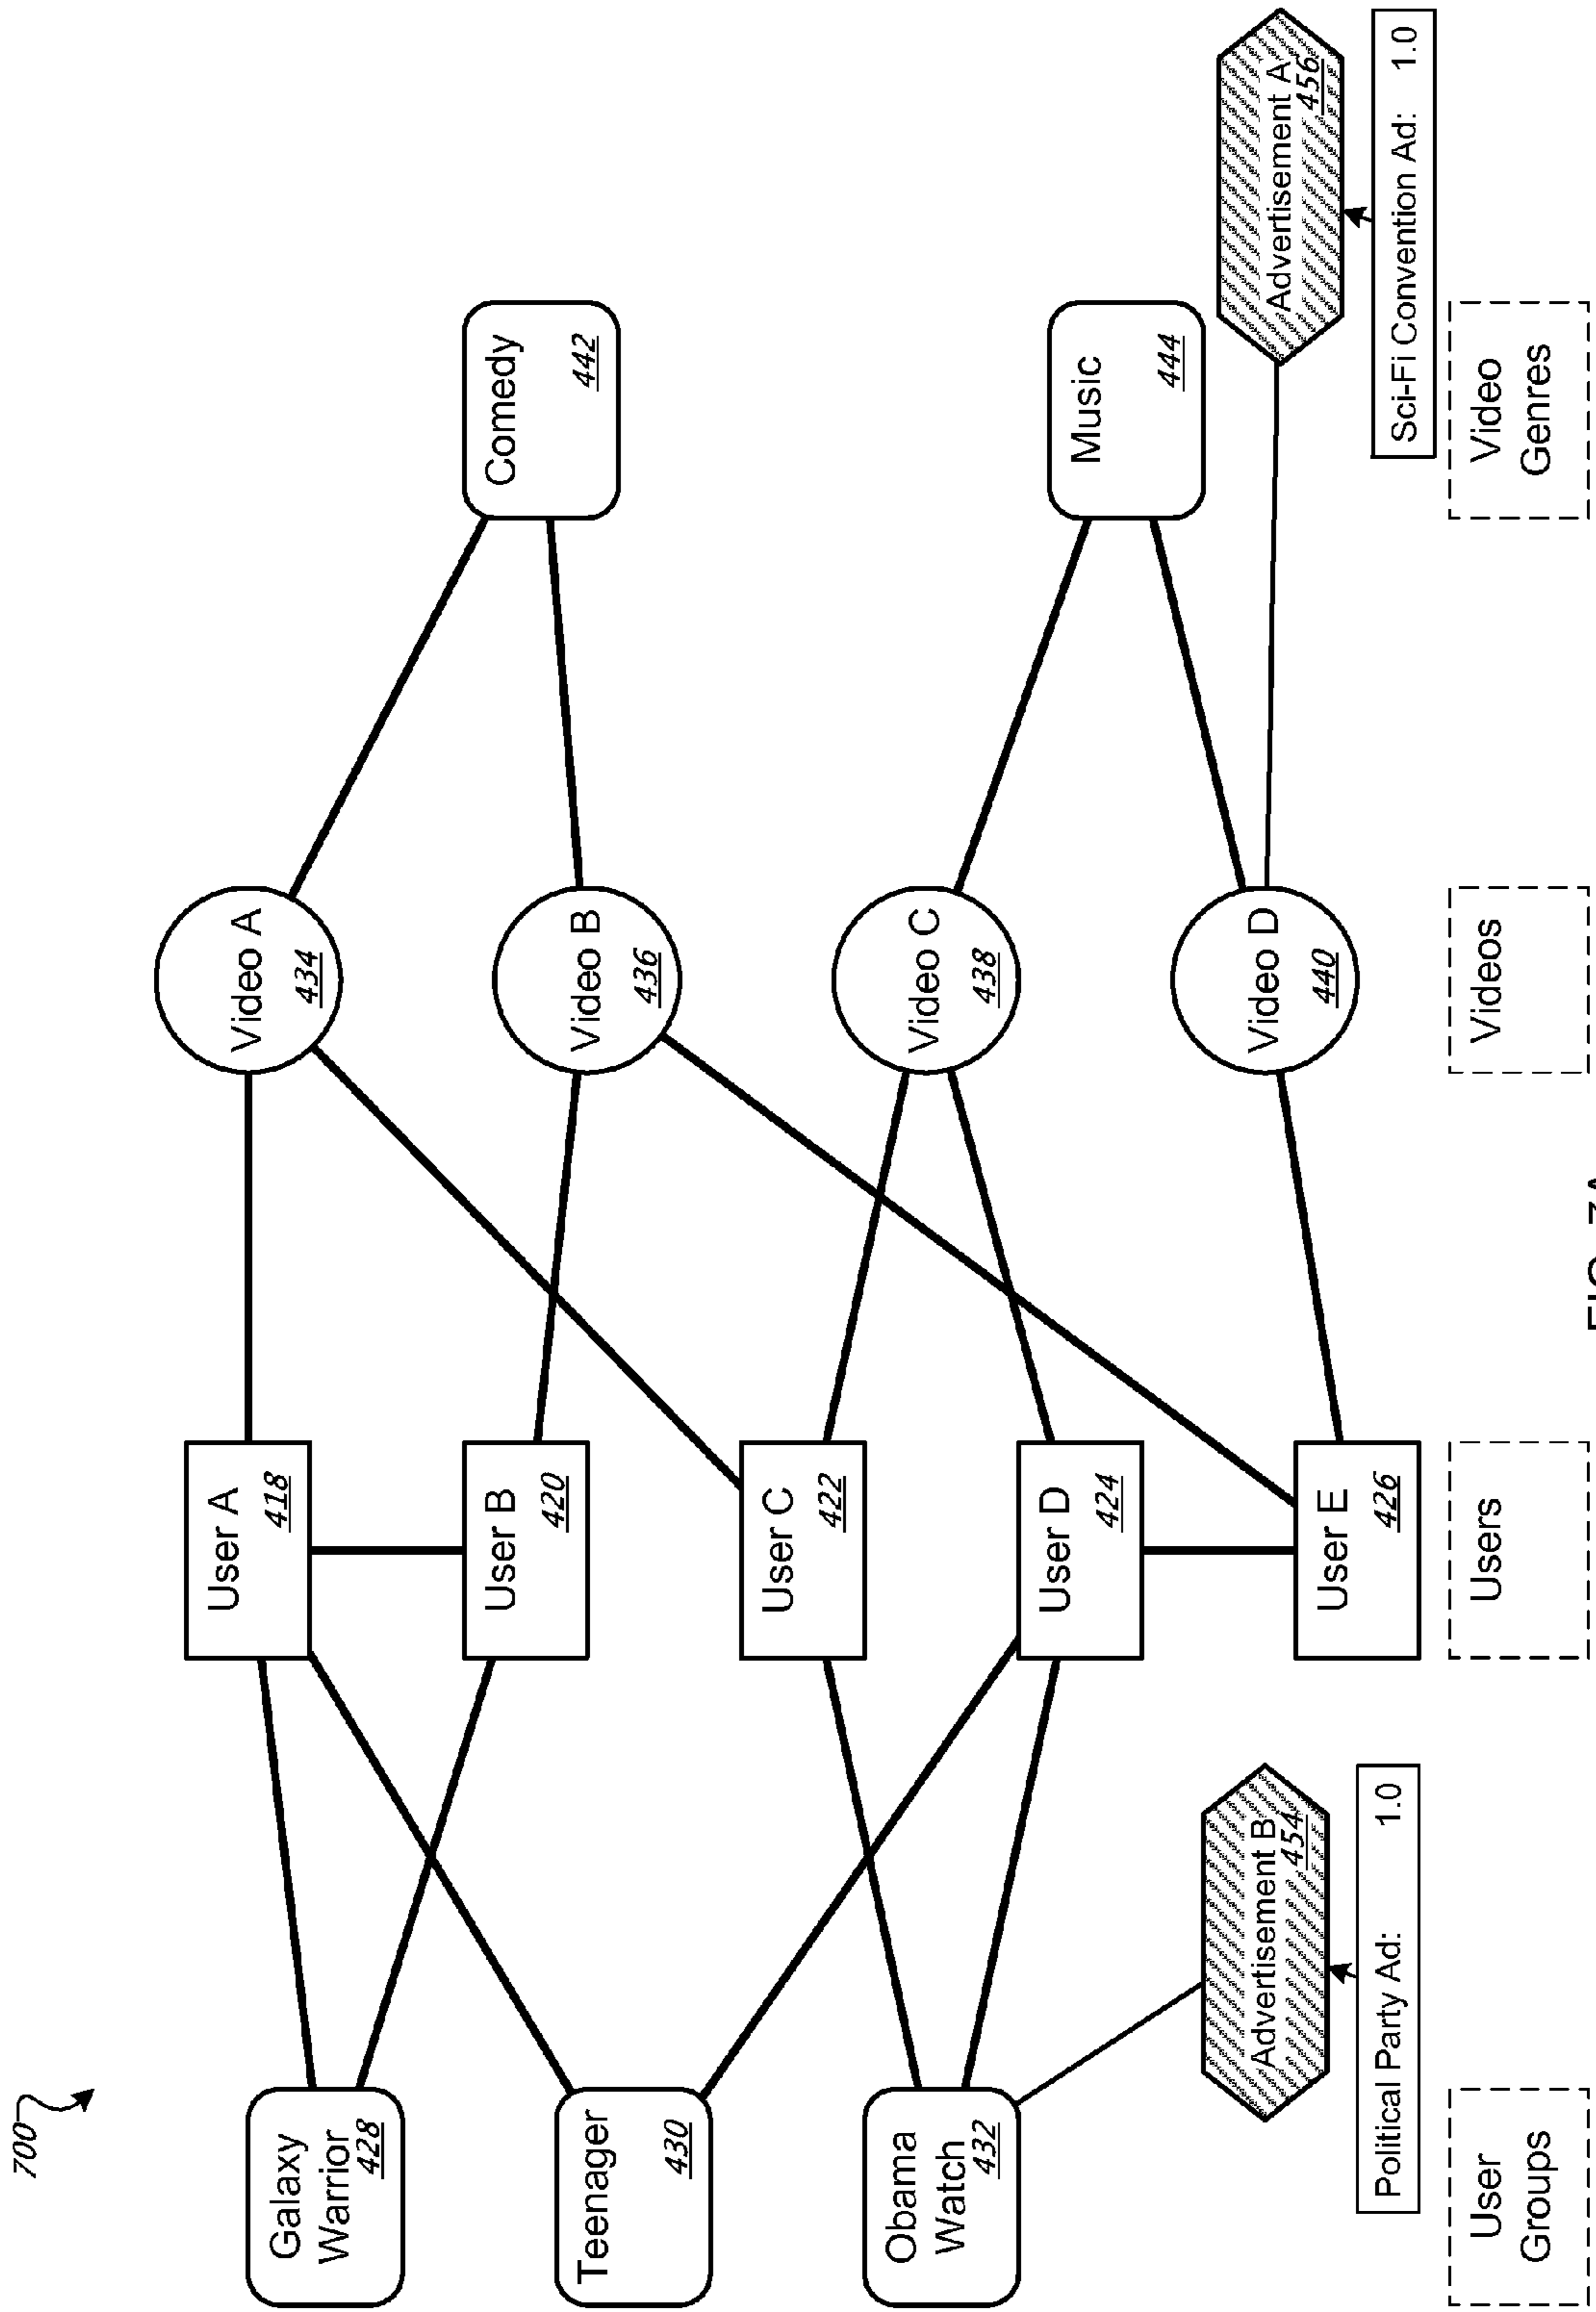 700
Galaxy
Warrior
428
Teenager
430
Obama
Watch
432
User A
418
User B
420
User C
422
User D
424
User E
426
Video A
434
Video B
436
Video C
438
Video D
440
Comedy
442
Music
444
Advertisement B
454
Political Party Ad: 1.0
Advertisement A
456
Sci-Fi Convention Ad: 1.0
User
Groups
Users
Videos
Video
Genres
FIG. 7A